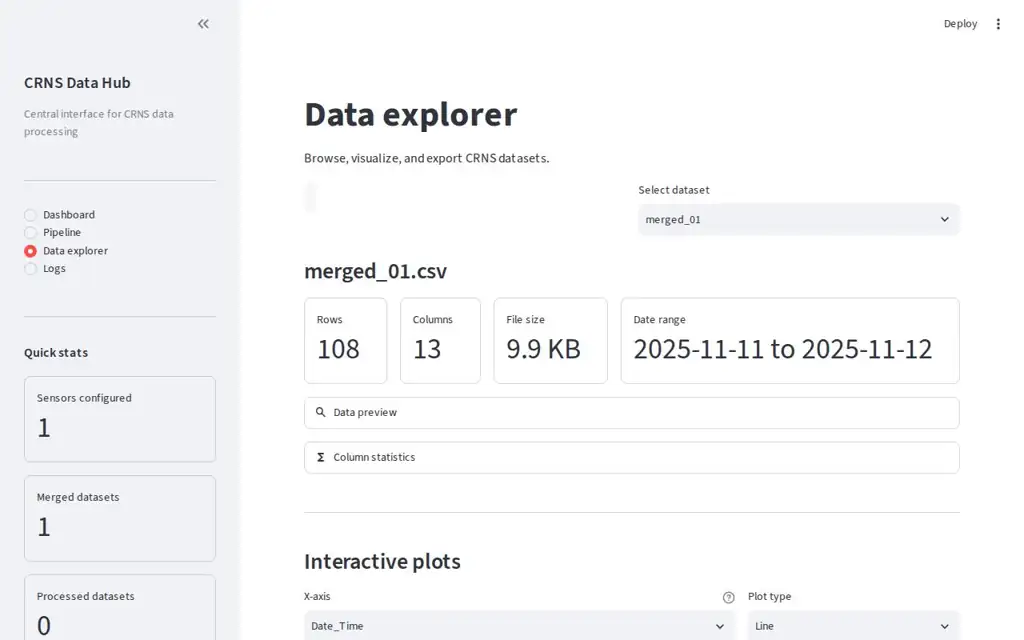 Deploy
CRNS Data Hub
Central interface for CRNS data
processing
Dashboard
Pipeline
Data explorer
Logs
Quick stats
Sensors configured
1
Merged datasets
1
Processed datasets
0
Data explorer
Browse, visualize, and export CRNS datasets.
Select dataset
merged_01
merged_01.csv
Rows
108
Columns
13
File size
9.9 KB
Date range
2025-11-11 to 2025-11-12
Data preview
Column statistics
Interactive plots
X-axis
Date_Time
Plot type
Line